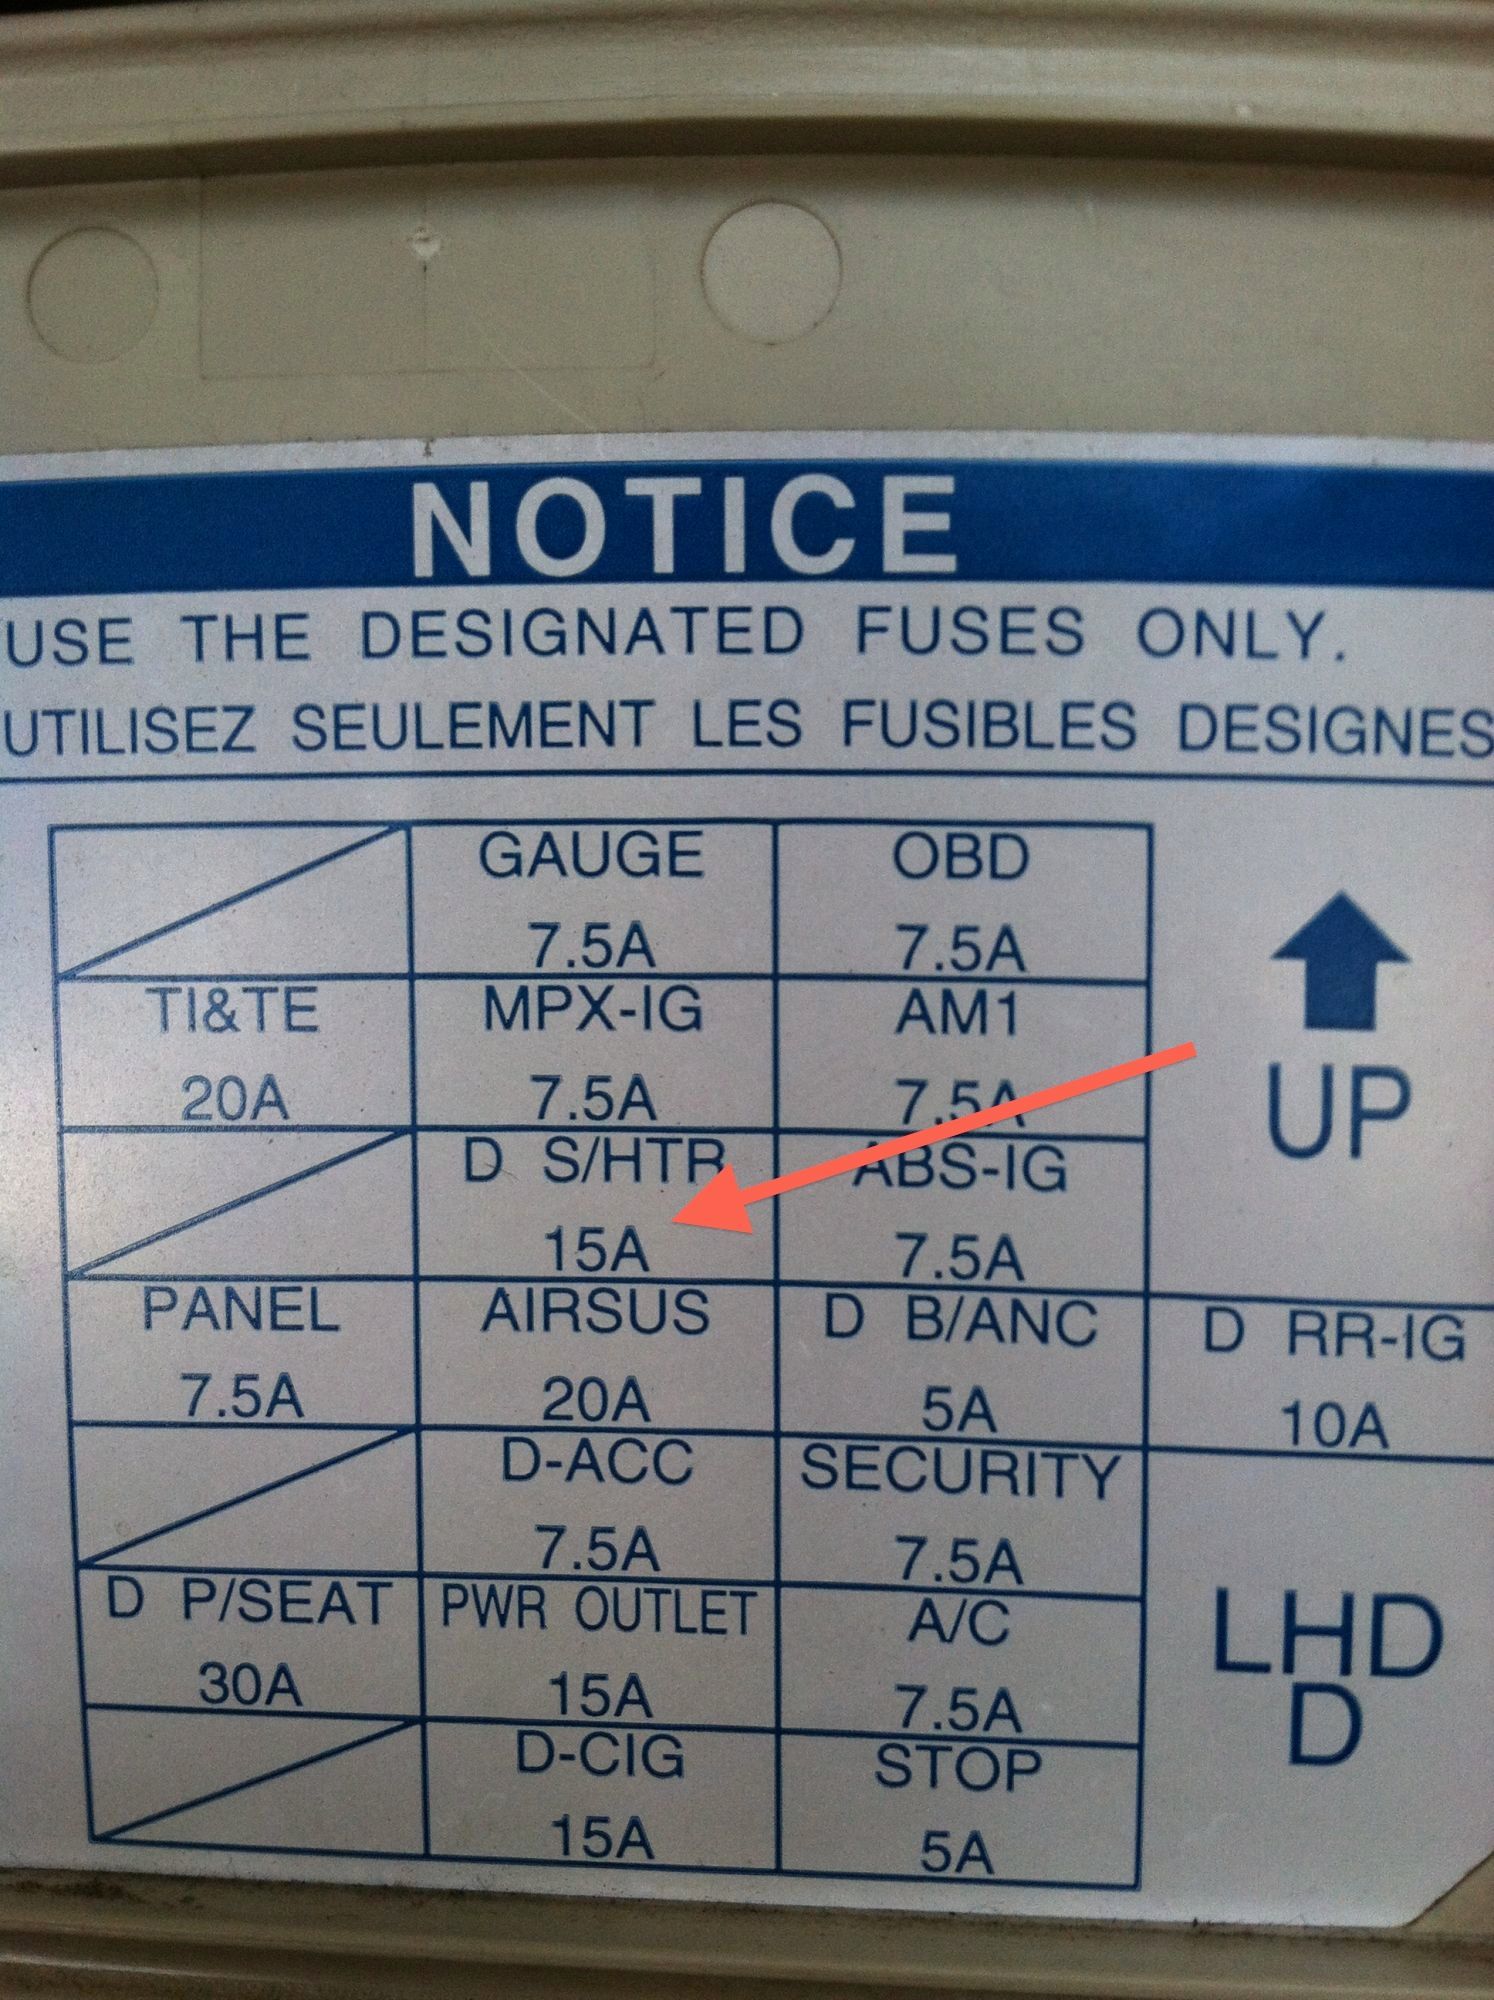 NOTICE
USE THE DESIGNATED FUSES ONLY.
UTILISEZ SEULEMENT LES FUSIBLES DESIGNES
GAUGE OBD
7.5A 7.5A
TI&TE MPX-IG AM1
20A 7.5A 7.5A
UP
D S/HTR ABS-IG
15A 7.5A
PANEL AIRSUS D B/ANC D RR-IG
7.5A 20A 5A 10A
D-ACC SECURITY
7.5A 7.5A
D P/SEAT PWR OUTLET A/C
30A 15A 7.5A
LHD
D
D-CIG STOP
15A 5A